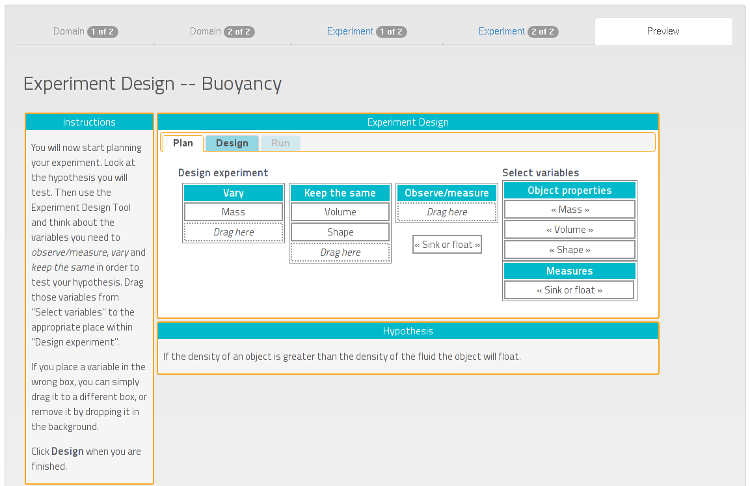 Domain 1 of 2
Domain 2 of 2
Experiment 1 of 2
Experiment 2 of 2
Preview
Experiment Design -- Buoyancy
Instructions
You will now start planning
your experiment. Look at
the hypothesis you will
test. Then use the
Experiment Design Tool
and think about the
variables you need to
observe/measure, vary and
keep the same in order to
test your hypothesis. Drag
those variables from
"Select variables" to the
appropriate place within
"Design experiment".
If you place a variable in the
wrong box, you can simply
drag it to a different box, or
remove it by dropping it in
the background.
Click Design when you are
finished.
Experiment Design
Plan
Design
Run
Design experiment
Vary
Mass
Drag here
Keep the same
Volume
Shape
Drag here
Observe/measure
Drag here
« Sink or float »
Select variables
Object properties
« Mass »
« Volume »
« Shape »
Measures
« Sink or float »
Hypothesis
If the density of an object is greater than the density of the fluid the object will float.